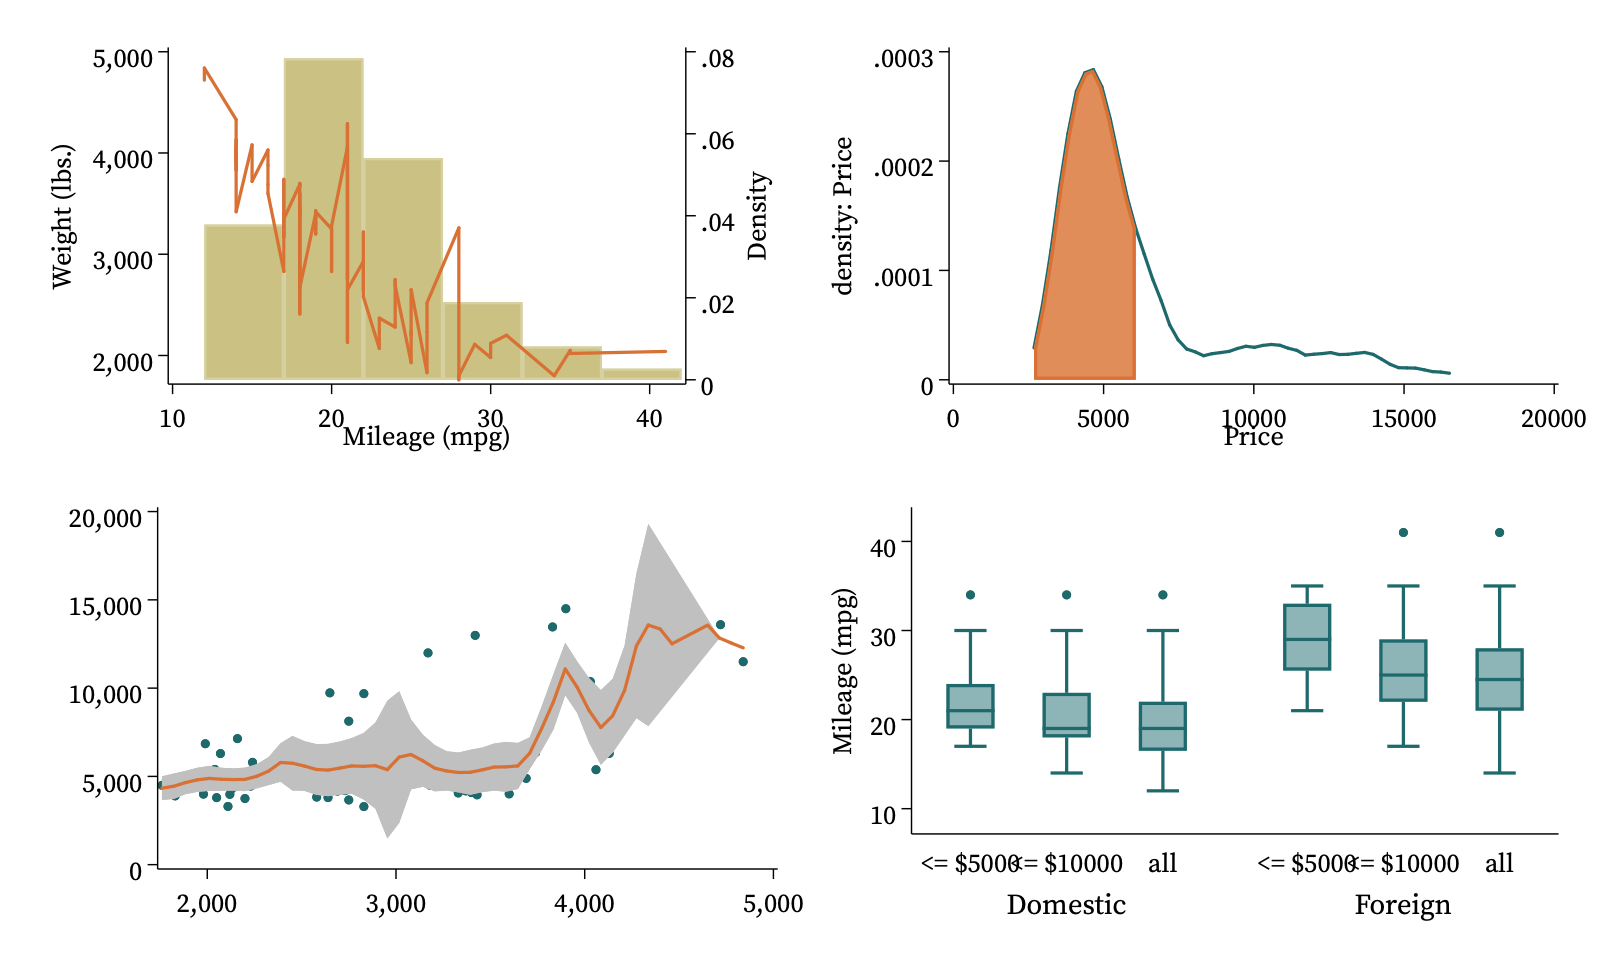 5,000
4,000
3,000
2,000
Weight (lbs.)
.08
.06
.04
.02
0
Density
10 20 30 40
Mileage (mpg)
.0003
.0002
.0001
0
density: Price
0 5000 10000 15000 20000
Price
20,000
15,000
10,000
5,000
0
2,000 3,000 4,000 5,000
40
30
20
10
Mileage (mpg)
<= $5000 <= $10000 all <= $5000 <= $10000 all
Domestic Foreign